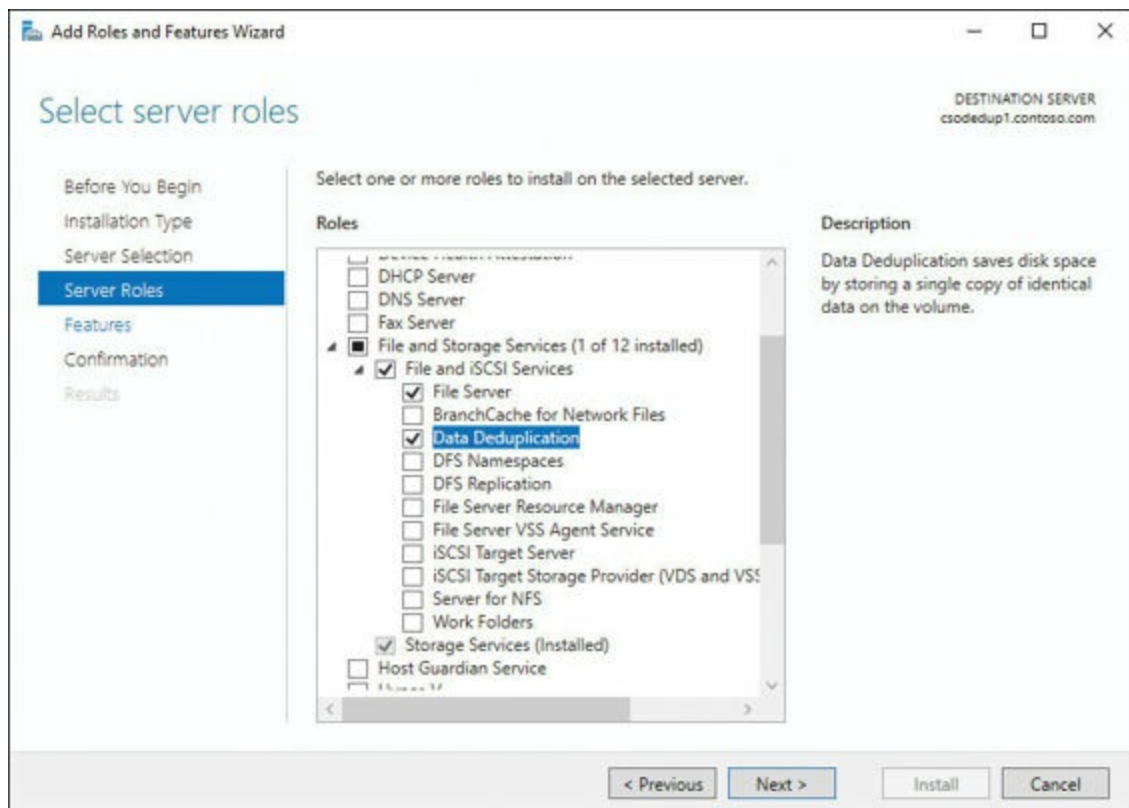 Add Roles and Features Wizard
Select server roles
DESTINATION SERVER
csodedup1.contoso.com
Before You Begin
Installation Type
Server Selection
Server Roles
Features
Confirmation
Results
Select one or more roles to install on the selected server.
Roles
DHCP Server
DNS Server
Fax Server
File and Storage Services (1 of 12 installed)
File and iSCSI Services
File Server
BranchCache for Network Files
Data Deduplication
DFS Namespaces
DFS Replication
File Server Resource Manager
File Server VSS Agent Service
iSCSI Target Server
iSCSI Target Storage Provider (VDS and VSS
Server for NFS
Work Folders
Storage Services (Installed)
Host Guardian Service
Description
Data Deduplication saves disk space
by storing a single copy of identical
data on the volume.
< Previous
Next >
Install
Cancel